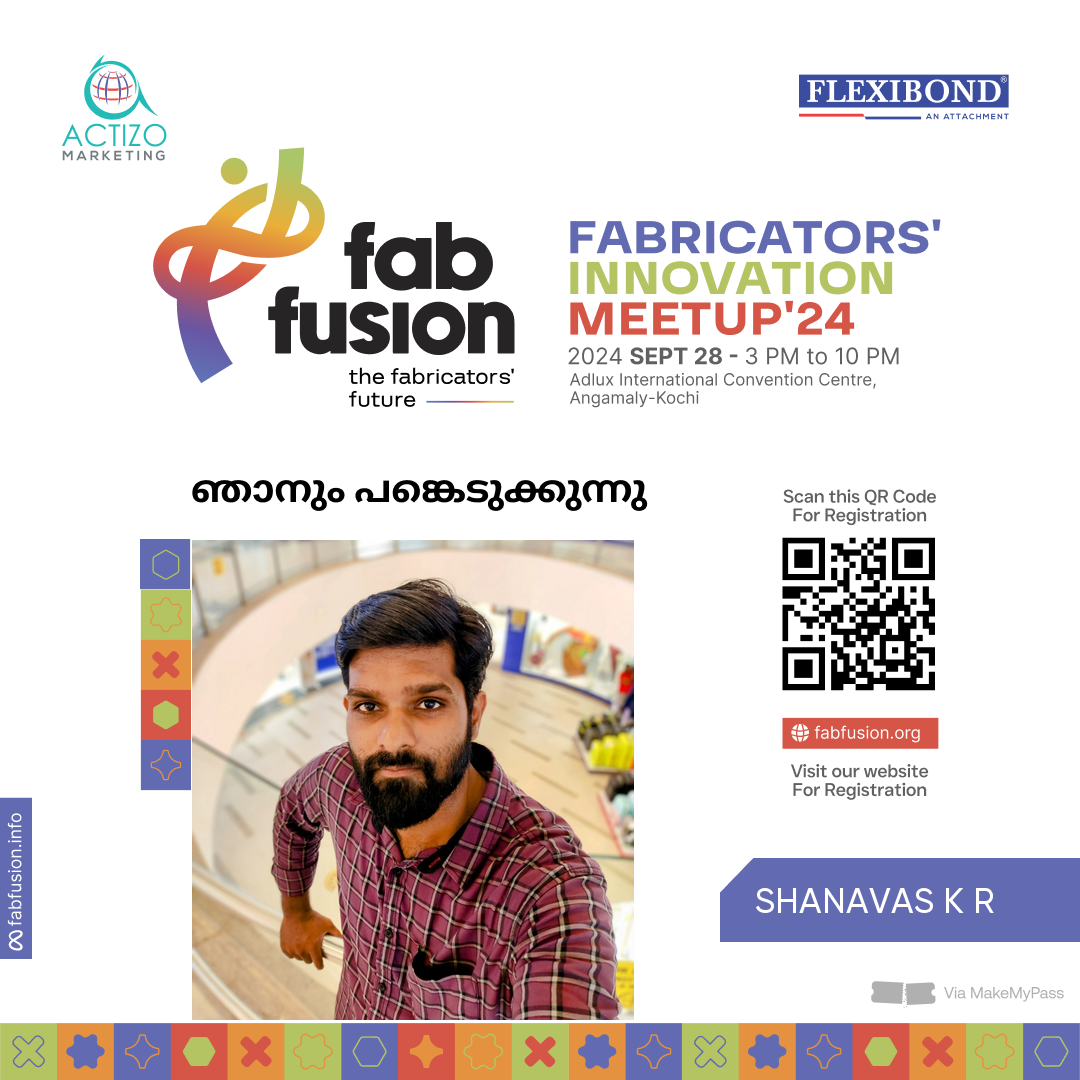 ACTIZO
MARKETING
FLEXIBOND®
AN ATTACHMENT
fab
fusion
the fabricators'
future
FABRICATORS'
INNOVATION
MEETUP'24
2024 SEPT 28 - 3 PM to 10 PM
Adlux International Convention Centre,
Angamaly-Kochi
ഞാനും പങ്കെടുക്കുന്നു
Scan this QR Code
For Registration
fabfusion.org
Visit our website
For Registration
fabfusion.info
SHANAVAS K R
Via MakeMyPass